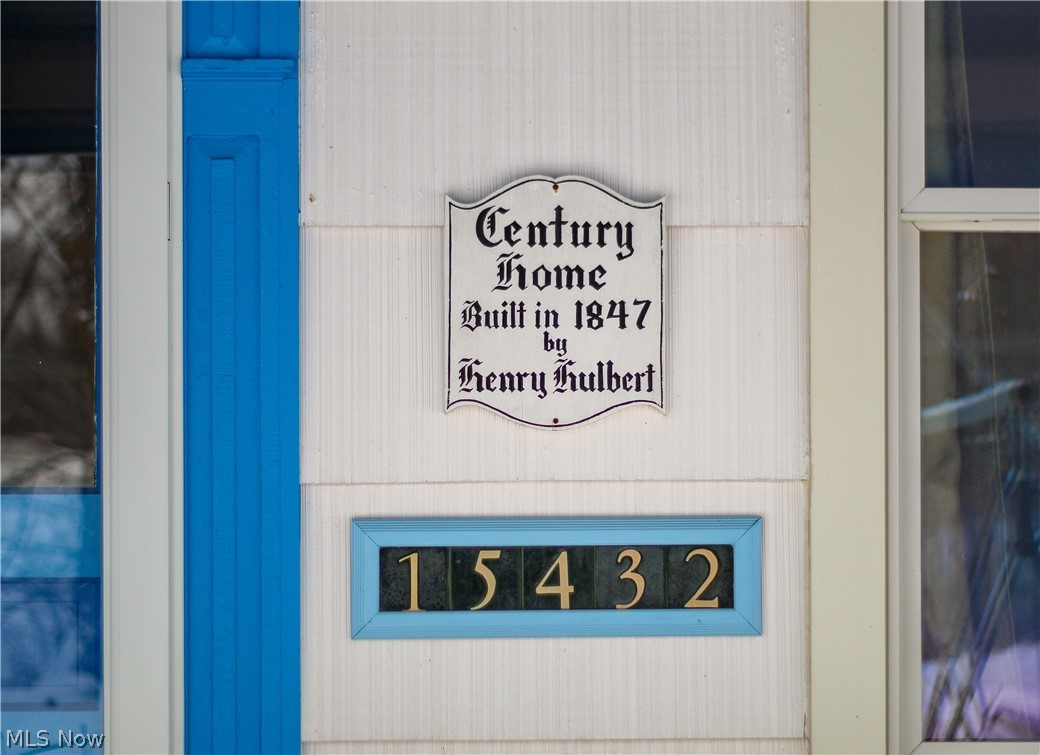 Century
Home
Built in 1847
by
Henry Hulbert
15432
MLS Now